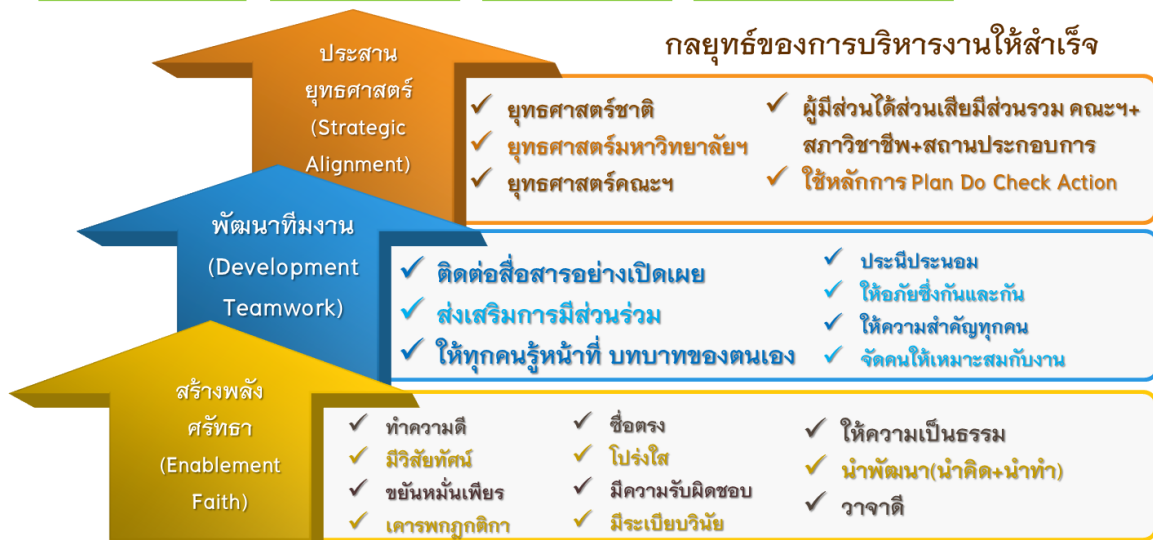 กลยุทธ์ของการบริหารงานให้สำเร็จ
ประสาน
ยุทธศาสตร์
(Strategic
Alignment)
✓ ยุทธศาสตร์ชาติ
✓ ยุทธศาสตร์มหาวิทยาลัยฯ
✓ ยุทธศาสตร์คณะฯ
✓ ผู้มีส่วนได้ส่วนเสียมีส่วนรวม คณะฯ+
สภาวิชาชีพ+สถานประกอบการ
✓ ใช้หลักการ Plan Do Check Action
พัฒนาทีมงาน
(Development
Teamwork)
✓ ติดต่อสื่อสารอย่างเปิดเผย
✓ ส่งเสริมการมีส่วนร่วม
✓ ให้ทุกคนรู้หน้าที่ บทบาทของตนเอง
✓ ประนีประนอม
✓ ให้อภัยซึ่งกันและกัน
✓ ให้ความสำคัญทุกคน
✓ จัดคนให้เหมาะสมกับงาน
สร้างพลัง
ศรัทธา
(Enablement
Faith)
✓ ทำความดี
✓ มีวิสัยทัศน์
✓ ขยันหมั่นเพียร
✓ เคารพกฎกติกา
✓ ซื่อตรง
✓ โปร่งใส
✓ มีความรับผิดชอบ
✓ มีระเบียบวินัย
✓ ให้ความเป็นธรรม
✓ นำพัฒนา(นำคิด+นำทำ)
✓ วาจาดี